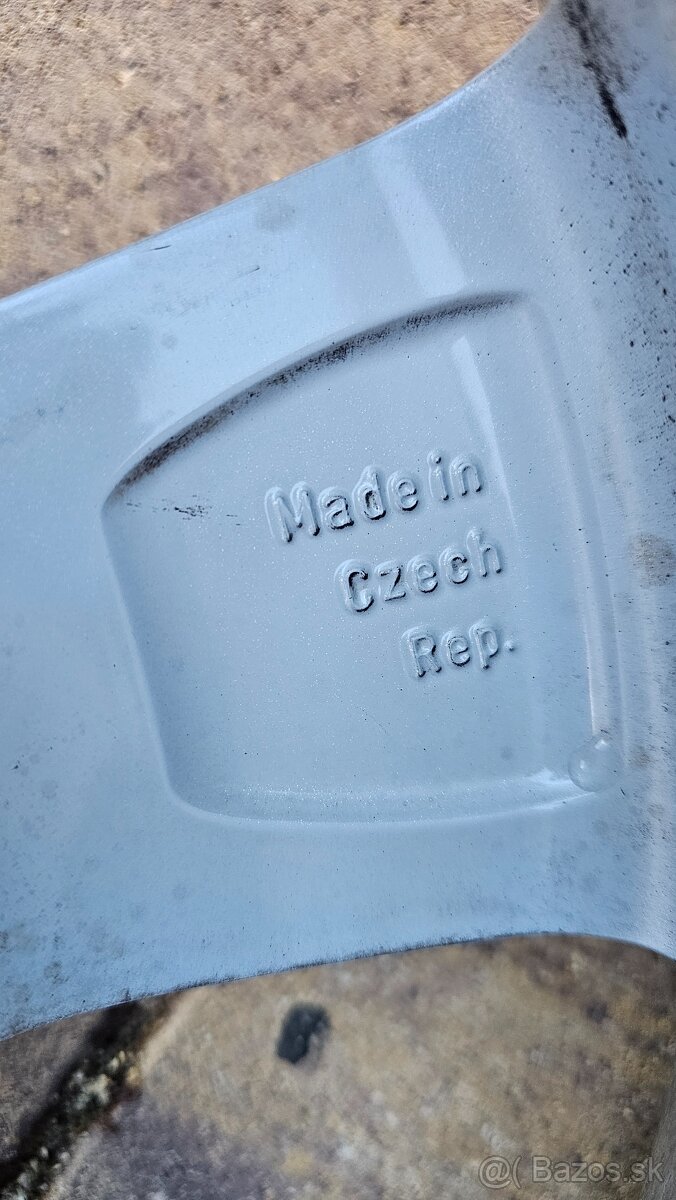 Made in
Czech
Rep.
@( Bazos.sk